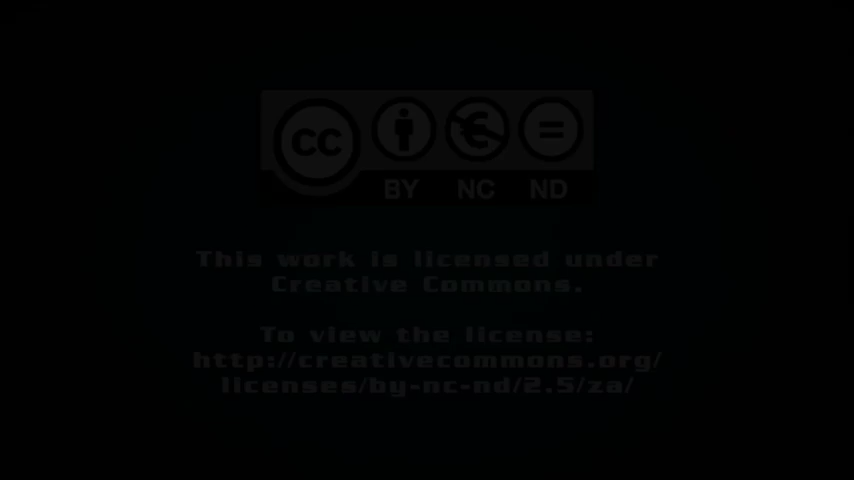 cc
BY NC ND
This work is licensed under
Creative Commons.
To view the license:
http://creativecommons.org/
licenses/by-nc-nd/2.5/za/